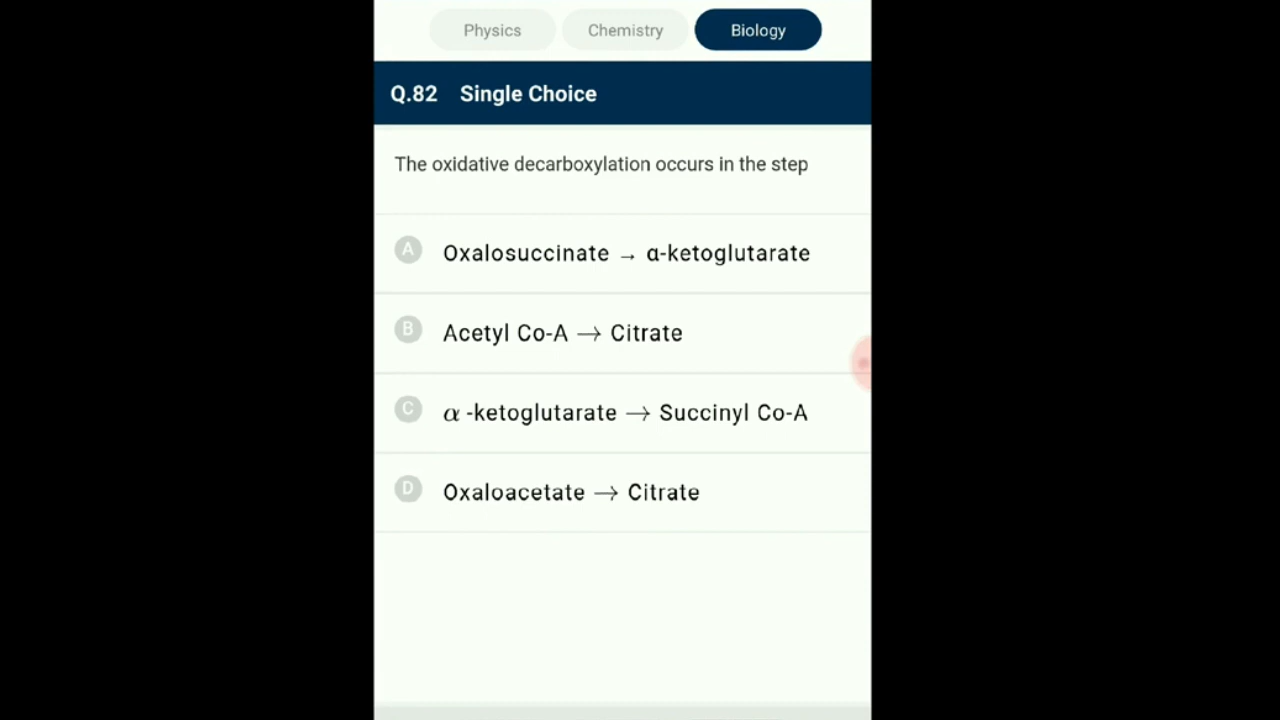 Physics Chemistry Biology
Q.82 Single Choice
The oxidative decarboxylation occurs in the step
A Oxalosuccinate → α-ketoglutarate
B Acetyl Co-A → Citrate
C α -ketoglutarate → Succinyl Co-A
D Oxaloacetate → Citrate